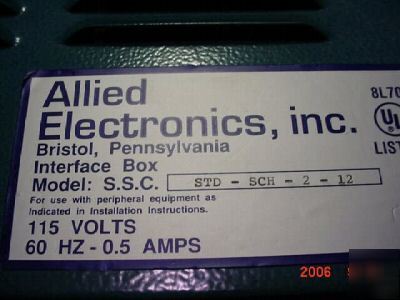 Allied
Electronics, inc.
Bristol, Pennsylvania
Interface Box
Model: S.S.C. STD - SCH - 2 - 12
For use with peripheral equipment as
indicated in Installation Instructions.
115 VOLTS
60 HZ - 0.5 AMPS
8L70
UL
LIST
2006